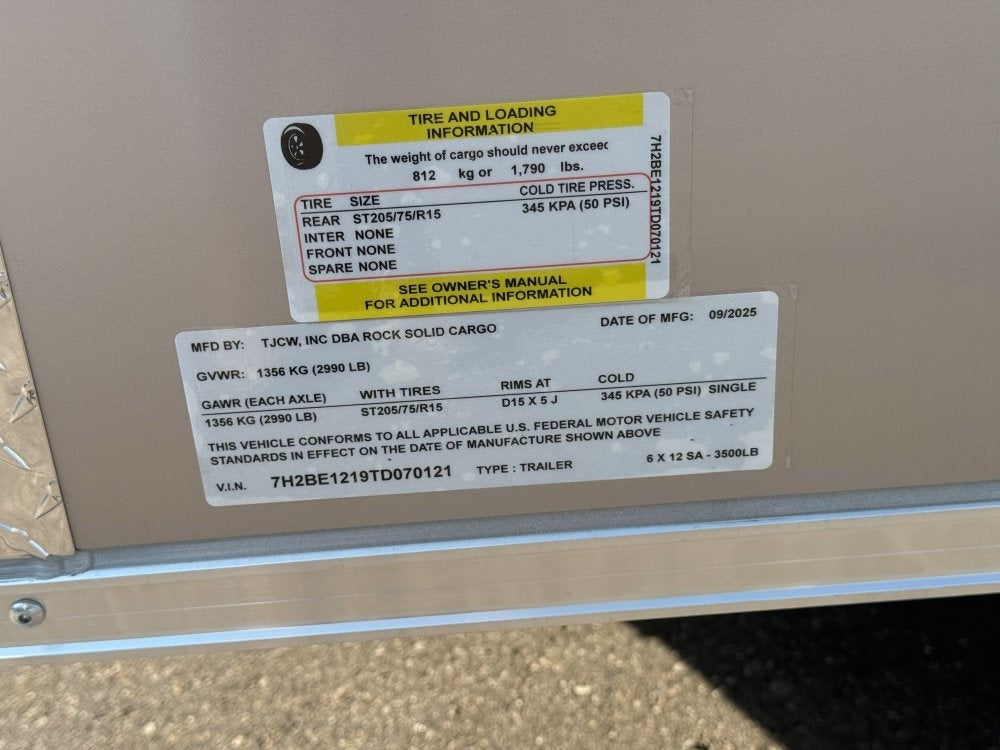 TIRE AND LOADING
INFORMATION
The weight of cargo should never exceed
812 kg or 1,790 lbs.
TIRE SIZE COLD TIRE PRESS.
REAR ST205/75/R15 345 KPA (50 PSI)
INTER NONE
FRONT NONE
SPARE NONE
SEE OWNER'S MANUAL
FOR ADDITIONAL INFORMATION
7H2BE1219TD070121
MFD BY: TJCW, INC DBA ROCK SOLID CARGO DATE OF MFG: 09/2025
GVWR: 1356 KG (2990 LB)
GAWR (EACH AXLE) WITH TIRES RIMS AT COLD
1356 KG (2990 LB) ST205/75/R15 D15 X 5 J 345 KPA (50 PSI) SINGLE
THIS VEHICLE CONFORMS TO ALL APPLICABLE U.S. FEDERAL MOTOR VEHICLE SAFETY
STANDARDS IN EFFECT ON THE DATE OF MANUFACTURE SHOWN ABOVE
V.I.N. 7H2BE1219TD070121 TYPE : TRAILER 6 X 12 SA - 3500LB